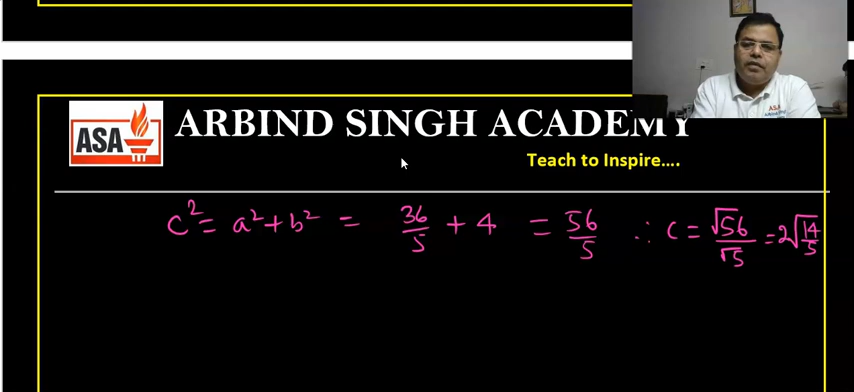 ASA
ARBIND SINGH ACADEMY
Teach to Inspire....
c² = a² + b² = 36/5 + 4 = 56/5 ∴ c = √56/√5 = 2√14/5
ASA